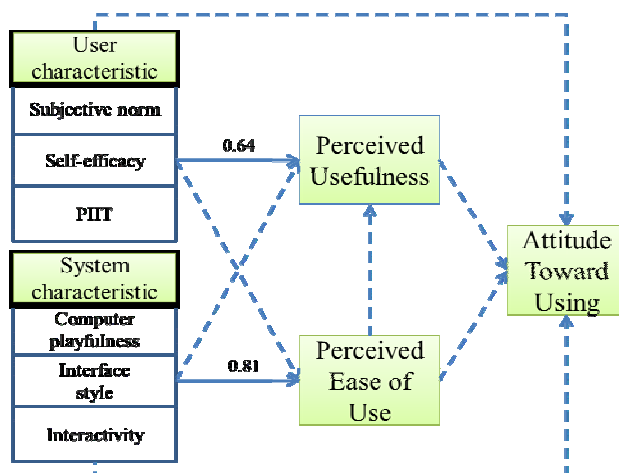 User
characteristic
Subjective norm
Self-efficacy
PIIT
System
characteristic
Computer
playfulness
Interface
style
Interactivity
0.64
0.81
Perceived
Usefulness
Perceived
Ease of
Use
Attitude
Toward
Using